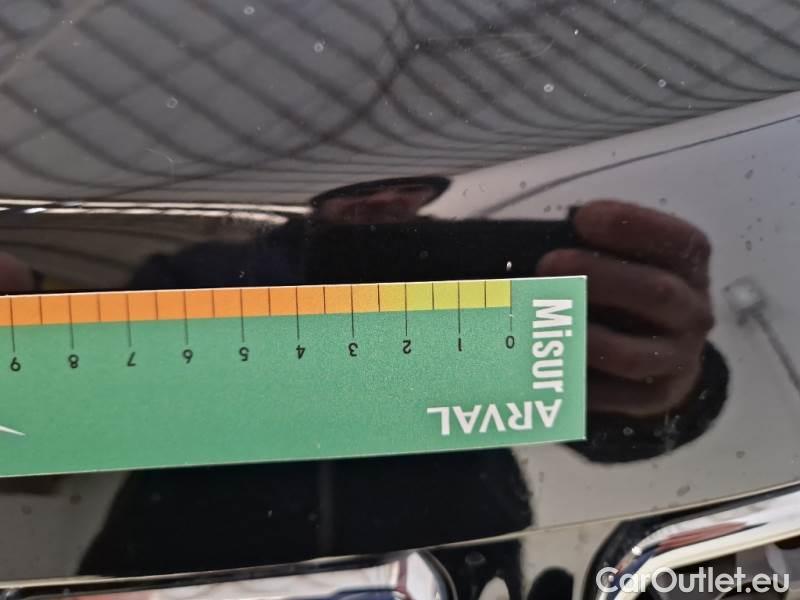 9 8 7 6 5 4 3 2 1 0
Misur
ARVAL
CarOutlet.eu